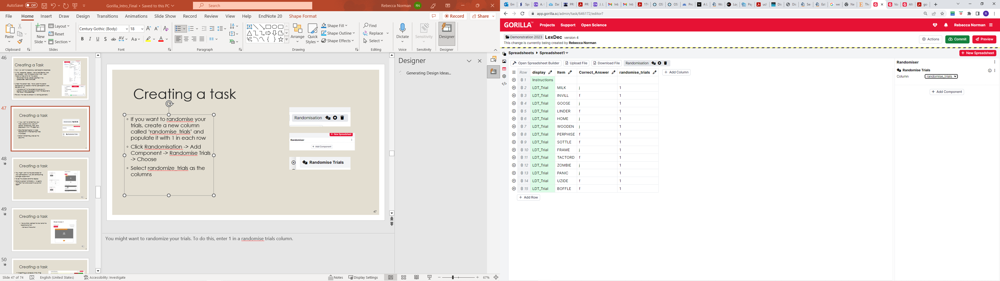 AutoSave Off Gorilla_Intro_Final • Saved to this PC Search Rebecca Norman RN
File Home Insert Draw Design Transitions Animations Slide Show Record Review View Help EndNote 20 Shape Format Record Share
Paste Clipboard
New Slide Layout Reset Section Slides
Century Gothic (Body) 18
B I U S ab AV Aa A
Font
Paragraph
Arrange Quick Styles Shape Fill Shape Outline Shape Effects Drawing
Find Replace Select Editing
Dictate Voice
Sensitivity Sensitivity
Designer Designer
46
Creating a Task
47
Creating a task
48
Creating a task
49
Creating a task
50
Creating a task
Creating a task
If you want to randomise your
trials, create a new column
called ‘randomise_trials’ and
populate it with 1 in each row
Click Randomisation -> Add
Component -> Randomise Trials
-> Choose
Select randomize_trials as the
columns
Randomisation
+ New Spreadsheet
Randomiser
+ Add Component
Randomise Trials
47
You might want to randomize your trials. To do this, enter 1 in a randomise trials column.
Designer
Generating Design Ideas...
Slide 47 of 74 English (United States) Accessibility: Investigate Notes Display Settings 67%
app.gorilla.sc/admin/task/646172/editor?
GORILLA™ Projects Support Open Science Rebecca Norman
Demonstration 2023 LexDec version 4 Actions Commit Preview
This change is currently being created by Rebecca Norman
Spreadsheets Spreadsheet1 + New Spreadsheet
Open Spreadsheet Builder Upload File Download File Randomisation
Row display Item Correct_Answer randomise_trials + Add Column
1 Instructions
2 LDT_Trial MILK j 1
3 LDT_Trial INVILL f 1
4 LDT_Trial GOOSE j 1
5 LDT_Trial LINDER f 1
6 LDT_Trial HOME j 1
7 LDT_Trial WOODEN j 1
8 LDT_Trial PERPHISE f 1
9 LDT_Trial SOTTLE f 1
10 LDT_Trial FRAME j 1
11 LDT_Trial TACTORD f 1
12 LDT_Trial ZOMBIE j 1
13 LDT_Trial PANIC j 1
14 LDT_Trial UZIDE f 1
15 LDT_Trial BOFFLE f 1
+ Add Row
Randomiser
Randomise Trials
Column randomise_trials
+ Add Component